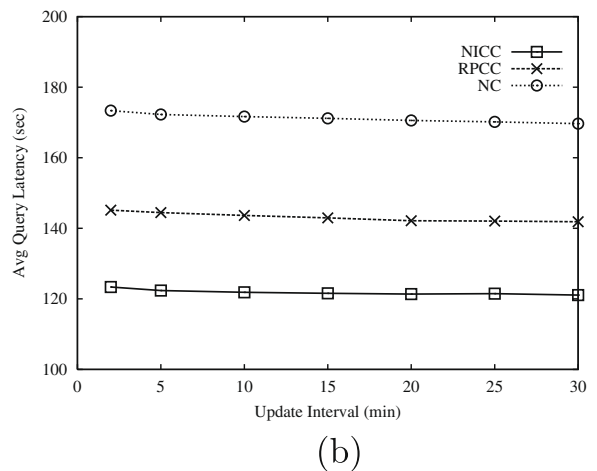 200
180
160
140
120
100
Avg Query Latency (sec)
NICC
RPCC
NC
0 5 10 15 20 25 30
Update Interval (min)
(b)